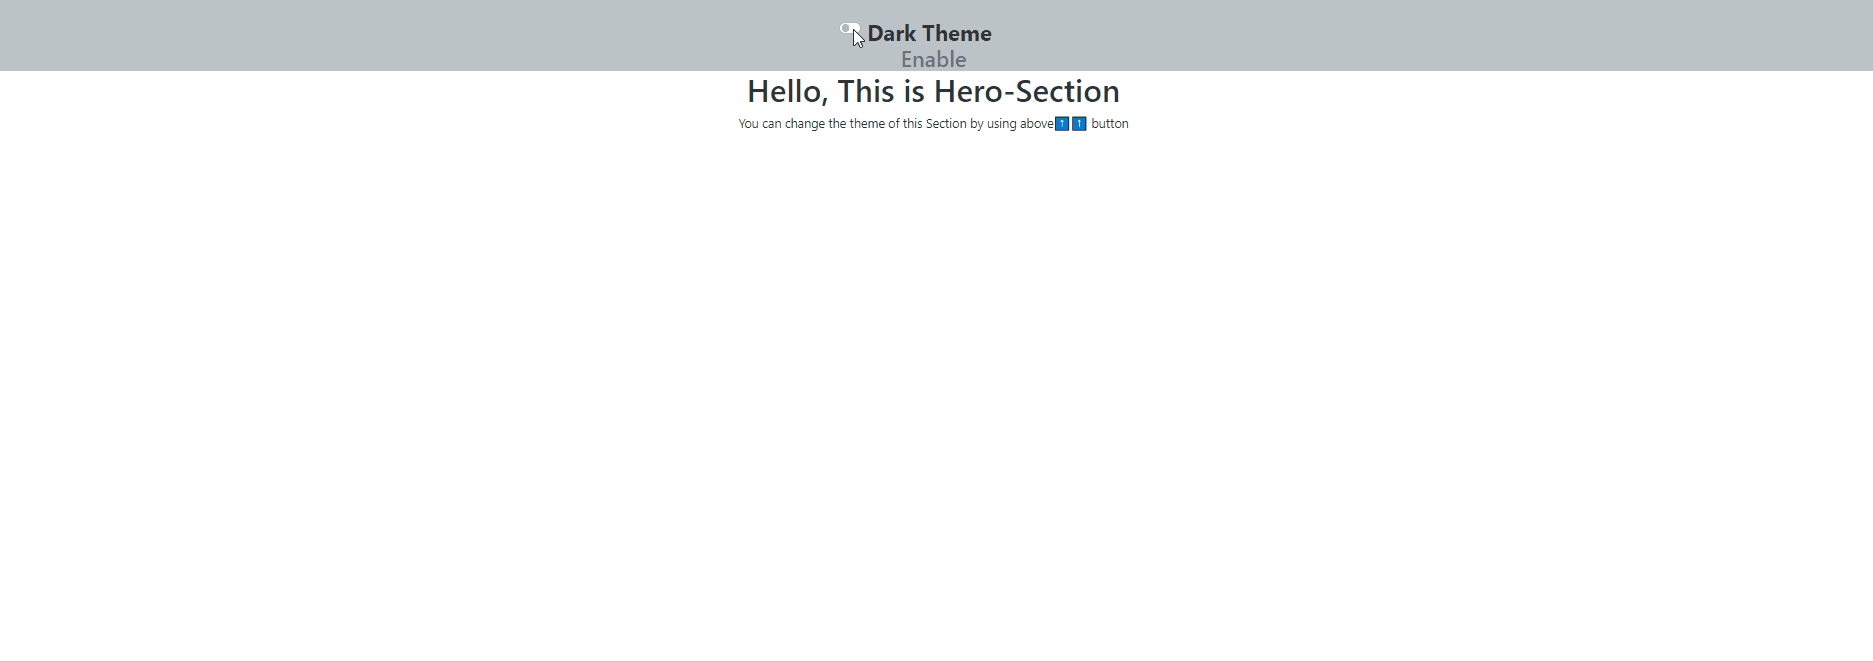 Dark Theme
Enable
Hello, This is Hero-Section
You can change the theme of this Section by using above⬆️⬆️ button